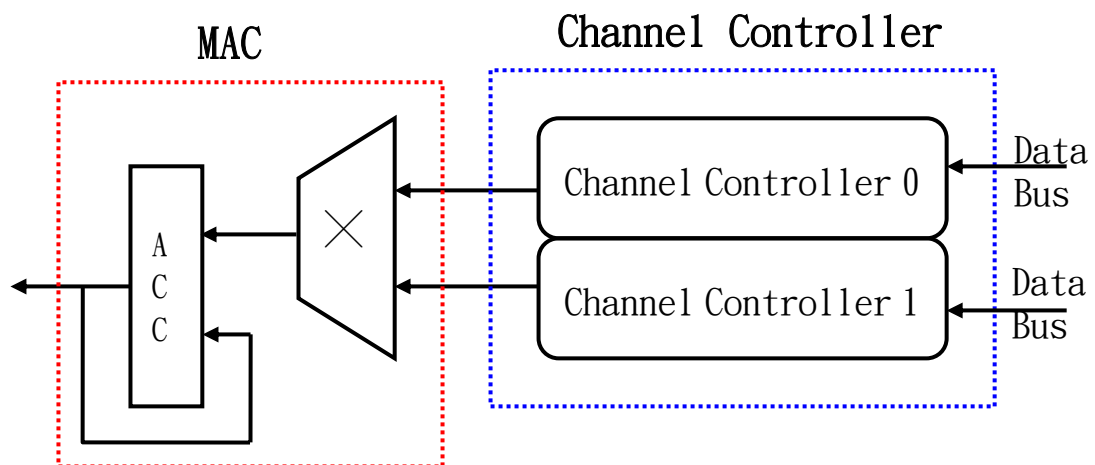 MAC
Channel Controller
A
C
C
×
Channel Controller 0
Channel Controller 1
Data
Bus
Data
Bus